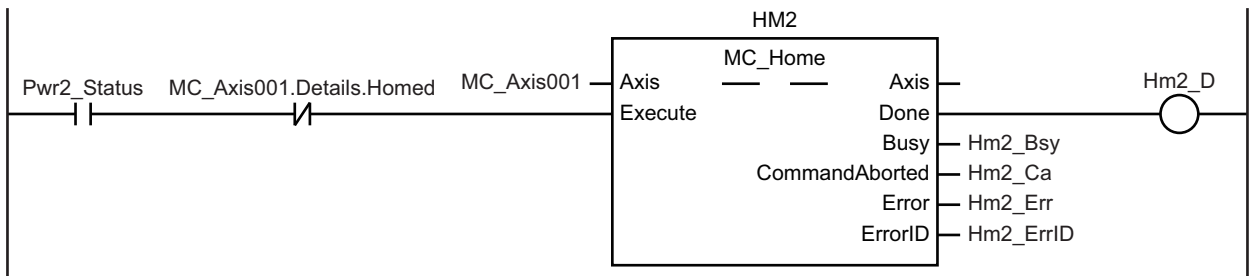 HM2
MC_Home
Pwr2_Status MC_Axis001.Details.Homed MC_Axis001 Axis Axis Hm2_D
Execute Done
Busy Hm2_Bsy
CommandAborted Hm2_Ca
Error Hm2_Err
ErrorID Hm2_ErrID